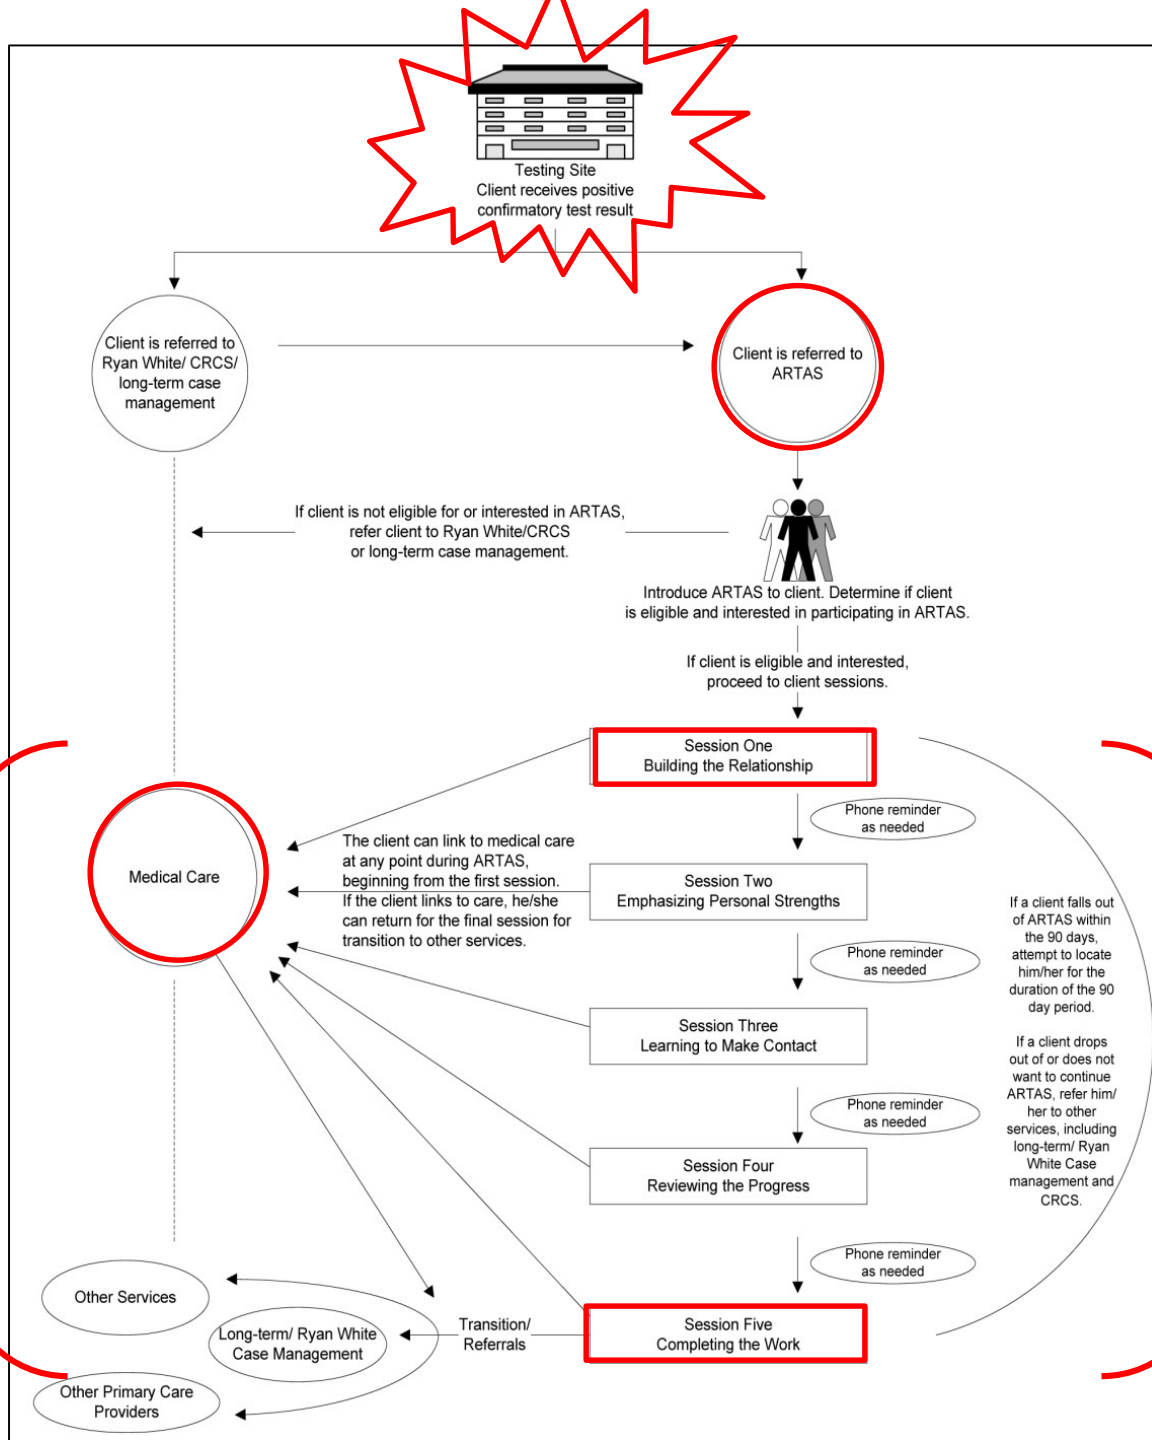 Testing Site
Client receives positive
confirmatory test result
Client is referred to
Ryan White/ CRCS/
long-term case
management
Client is referred to
ARTAS
If client is not eligible for or interested in ARTAS,
refer client to Ryan White/CRCS
or long-term case management.
Introduce ARTAS to client. Determine if client
is eligible and interested in participating in ARTAS.
If client is eligible and interested,
proceed to client sessions.
Session One
Building the Relationship
Phone reminder
as needed
Medical Care
The client can link to medical care
at any point during ARTAS,
beginning from the first session.
If the client links to care, he/she
can return for the final session for
transition to other services.
Session Two
Emphasizing Personal Strengths
Phone reminder
as needed
If a client falls out
of ARTAS within
the 90 days,
attempt to locate
him/her for the
duration of the 90
day period.
If a client drops
out of or does not
want to continue
ARTAS, refer him/
her to other
services, including
long-term/ Ryan
White Case
management and
CRCS.
Session Three
Learning to Make Contact
Phone reminder
as needed
Session Four
Reviewing the Progress
Phone reminder
as needed
Session Five
Completing the Work
Transition/
Referrals
Other Services
Long-term/ Ryan White
Case Management
Other Primary Care
Providers